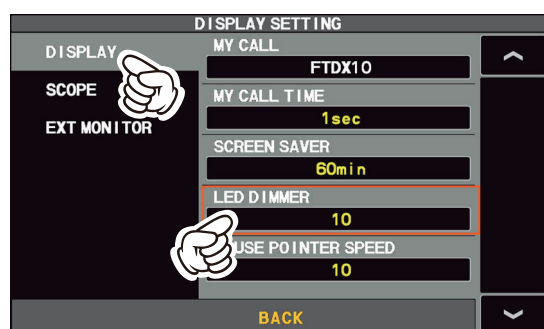 DISPLAY SETTING
DISPLAY
SCOPE
EXT MONITOR
MY CALL
FTDX10
MY CALL TIME
1sec
SCREEN SAVER
60min
LED DIMMER
10
USE POINTER SPEED
10
BACK